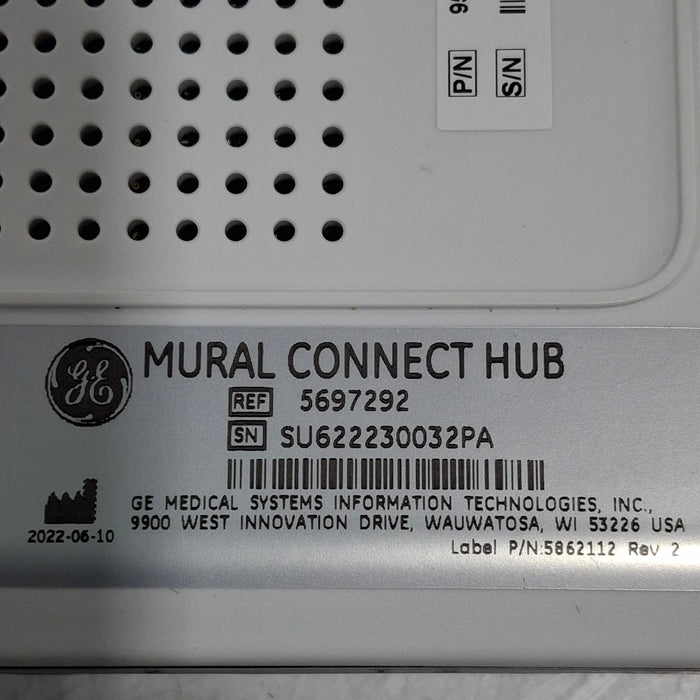 P/N 95
S/N
GE
MURAL CONNECT HUB
REF 5697292
SN SU622230032PA
GE MEDICAL SYSTEMS INFORMATION TECHNOLOGIES, INC.,
9900 WEST INNOVATION DRIVE, WAUWATOSA, WI 53226 USA
2022-06-10
Label P/N:5862112 Rev 2